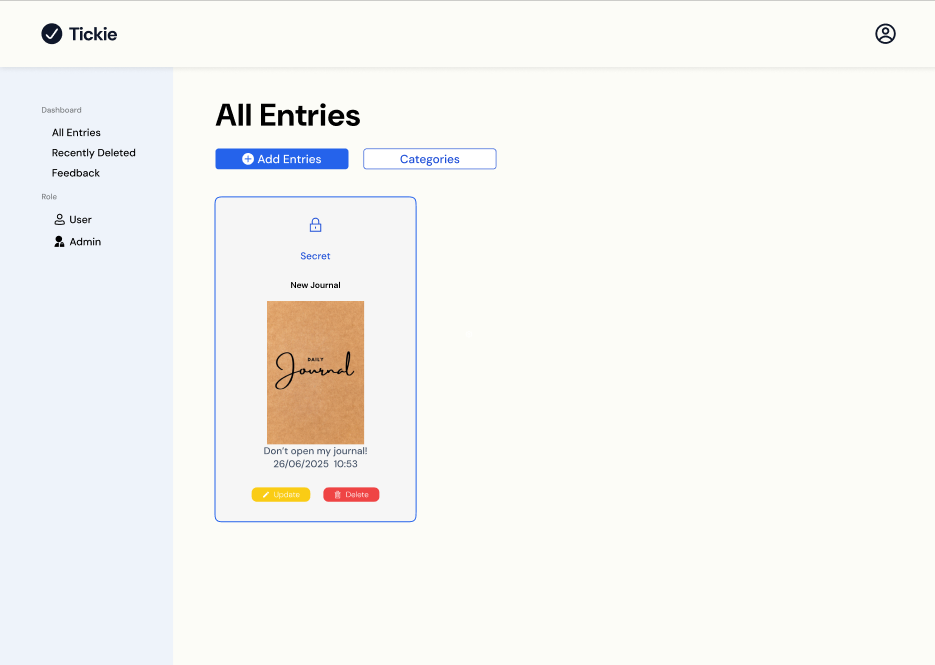 Tickie
Dashboard
All Entries
Recently Deleted
Feedback
Role
User
Admin
All Entries
Add Entries
Categories
Secret
New Journal
DAILY
Journal
Don't open my journal!
26/06/2025 10:53
Update
Delete